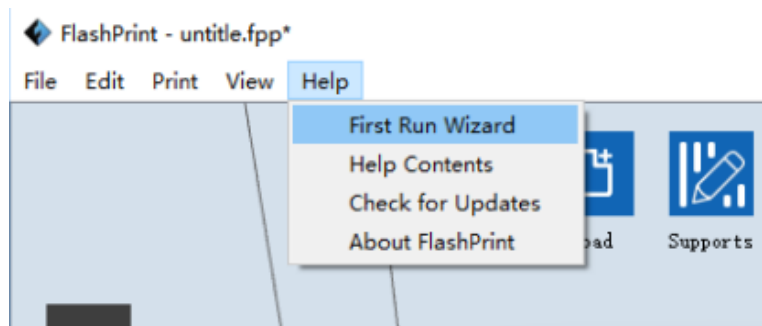 FlashPrint - untitle.fpp*
File Edit Print View Help
First Run Wizard
Help Contents
Check for Updates
About FlashPrint
Supports